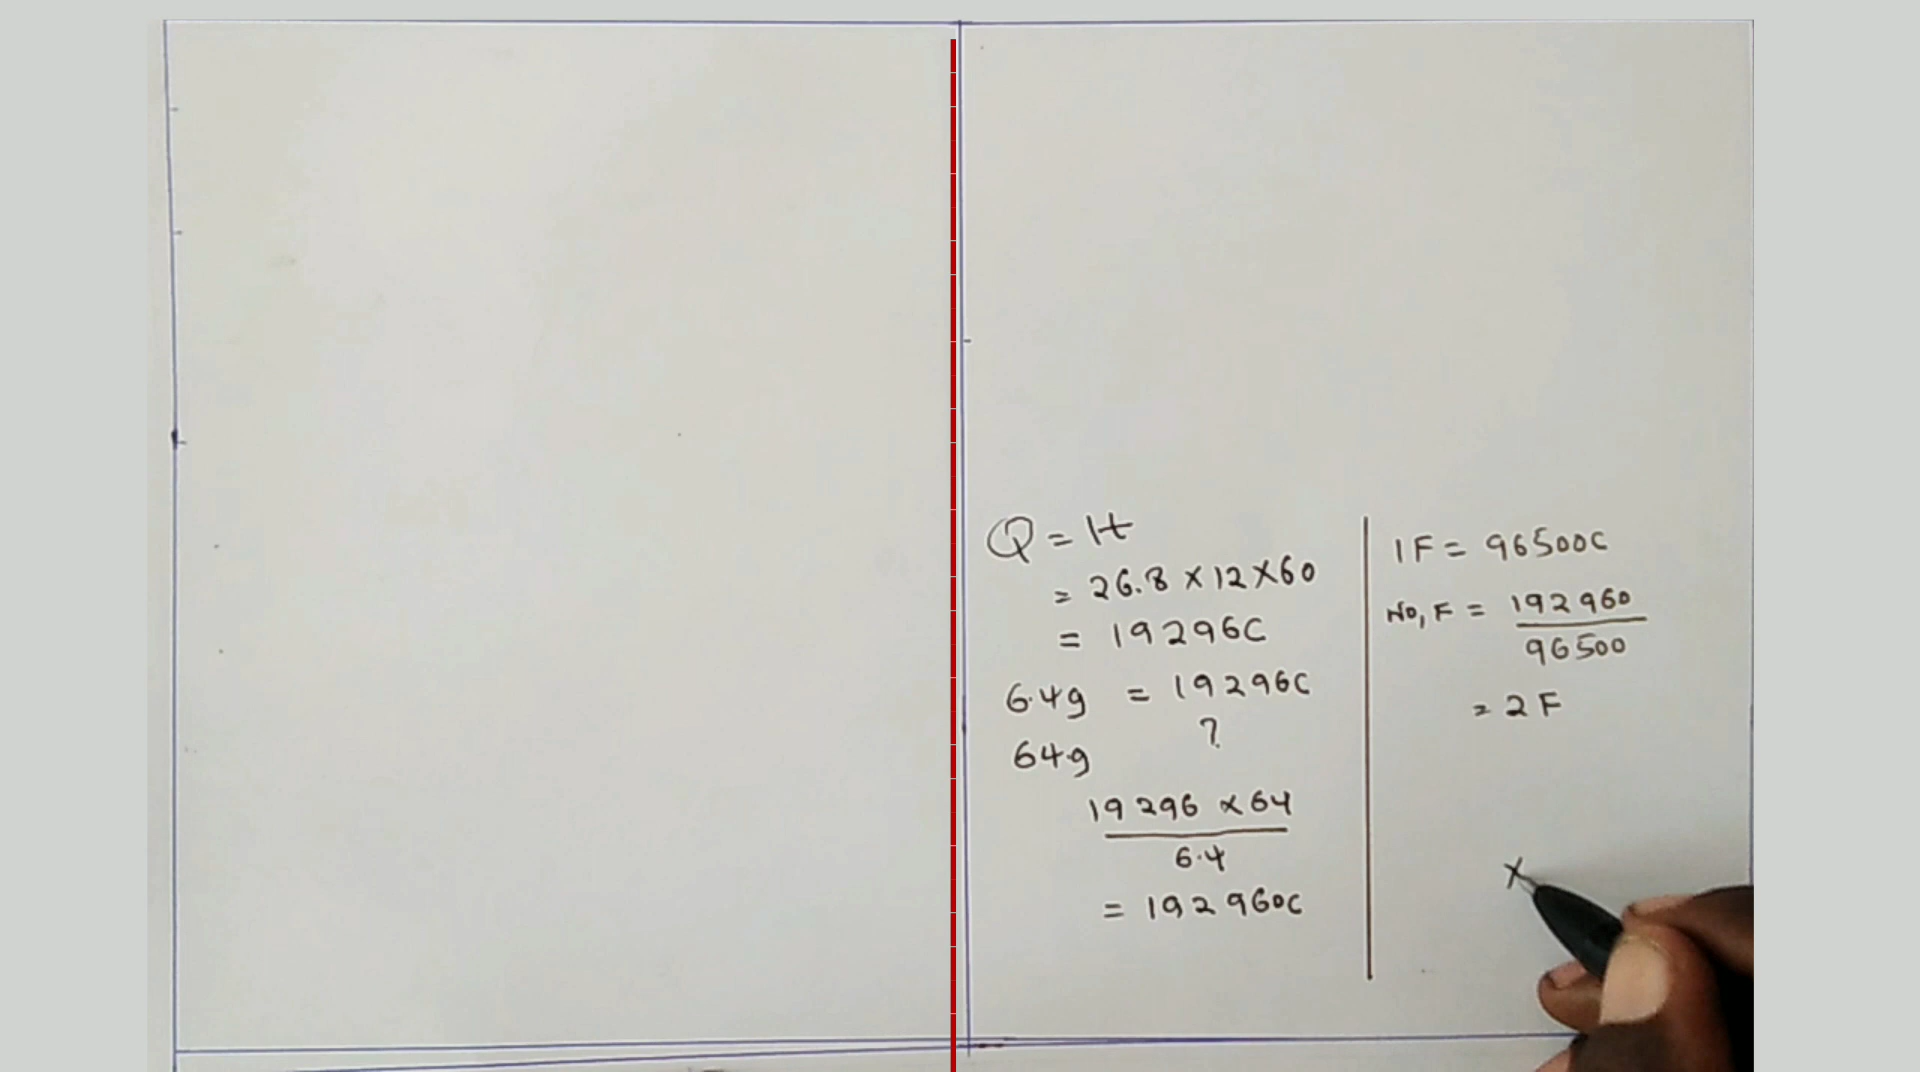 Q = It
= 26.8 × 12 × 60
= 19296C
6.4g = 19296C
64g ?
19296 × 64
6.4
= 192960C
1F = 96500C
No, F = 192960
96500
= 2F
X